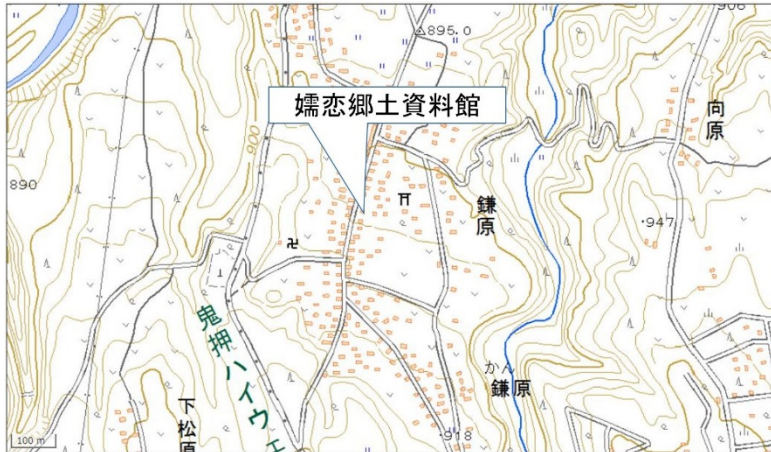 895.0
906
嬬恋郷土資料館
向原
900
890
鎌原
947
鬼押ハイウェ
かん
鎌原
下松原
918
100 m